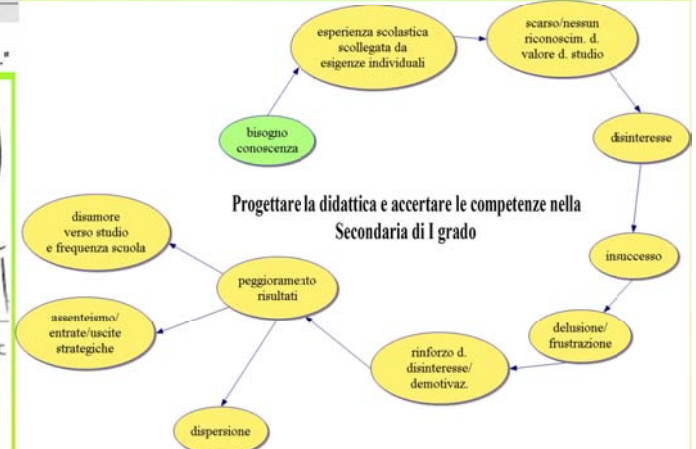 esperienza scolastica
scollegata da
esigenze individuali
scarso/nessun
riconoscim. d.
valore d. studio
bisogno
conoscenza
disinteresse
Progettare la didattica e accertare le competenze nella
Secondaria di I grado
disamore
verso studio
e frequenza scuola
insuccesso
peggioramento
risultati
assenteismo/
entrate/uscite
strategiche
delusione/
frustrazione
rinforzo d.
disinteresse/
demotivaz.
dispersione